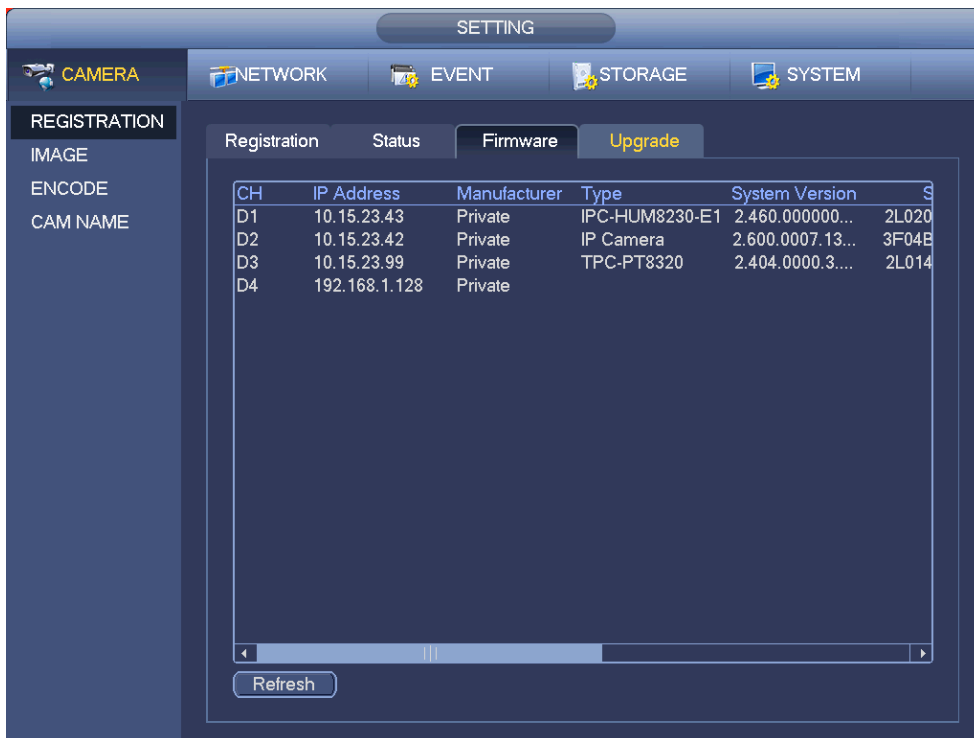 SETTING
CAMERA NETWORK EVENT STORAGE SYSTEM
REGISTRATION
IMAGE
ENCODE
CAM NAME
Registration Status Firmware Upgrade
CH IP Address Manufacturer Type System Version S
D1 10.15.23.43 Private IPC-HUM8230-E1 2.460.000000... 2L020
D2 10.15.23.42 Private IP Camera 2.600.0007.13... 3F04B
D3 10.15.23.99 Private TPC-PT8320 2.404.0000.3.... 2L014
D4 192.168.1.128 Private
Refresh